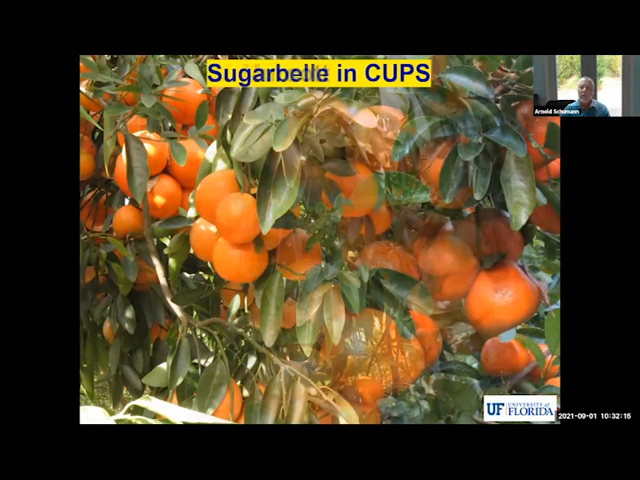 Sugarbelle in CUPS
Arnold Schumann
UF UNIVERSITY of
FLORIDA
2021-09-01 10:32:15